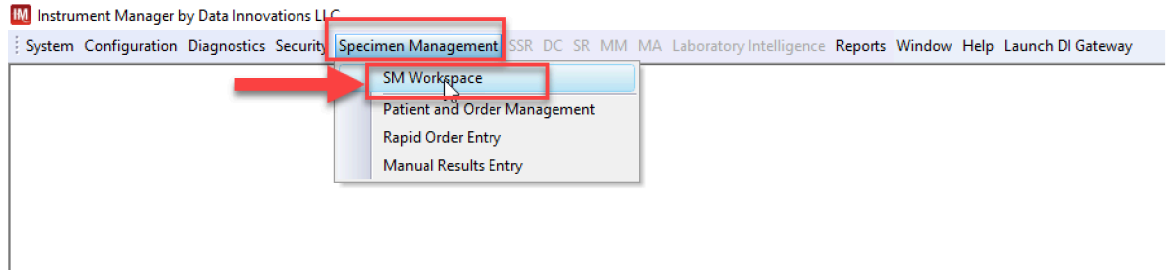 IM Instrument Manager by Data Innovations LLC
System Configuration Diagnostics Security Specimen Management SSR DC SR MM MA Laboratory Intelligence Reports Window Help Launch DI Gateway
SM Workspace
Patient and Order Management
Rapid Order Entry
Manual Results Entry